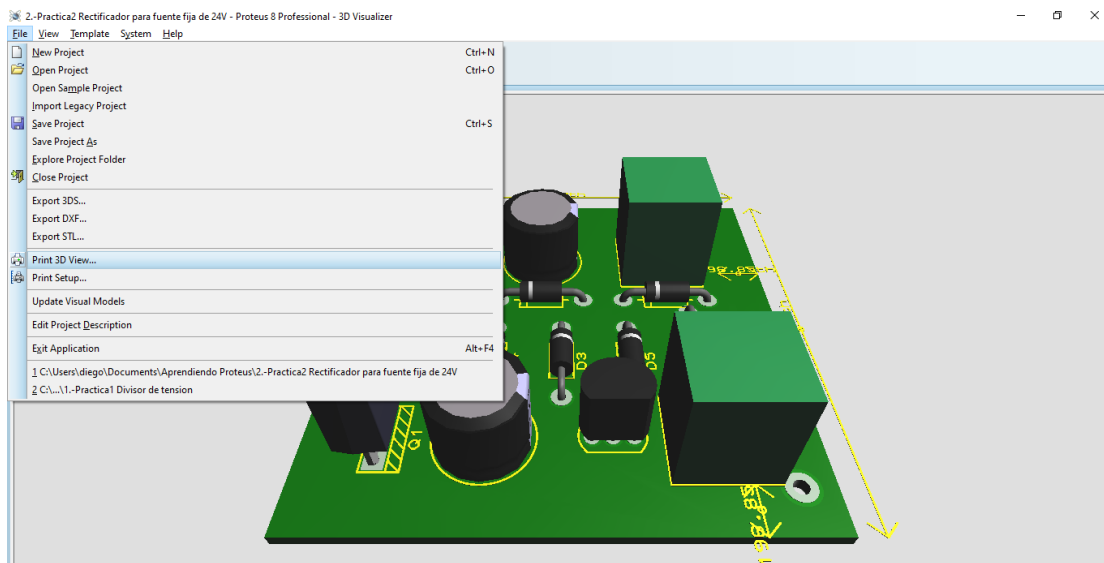 2.-Practica2 Rectificador para fuente fija de 24V - Proteus 8 Professional - 3D Visualizer
File View Template System Help
New Project Ctrl+N
Open Project Ctrl+O
Open Sample Project
Import Legacy Project
Save Project Ctrl+S
Save Project As
Explore Project Folder
Close Project
Export 3DS...
Export DXF...
Export STL...
Print 3D View...
Print Setup...
Update Visual Models
Edit Project Description
Exit Application Alt+F4
1 C:\Users\diego\Documents\Aprendiendo Proteus\2.-Practica2 Rectificador para fuente fija de 24V
2 C:\...\1.-Practica1 Divisor de tension
D3
D5
Q1